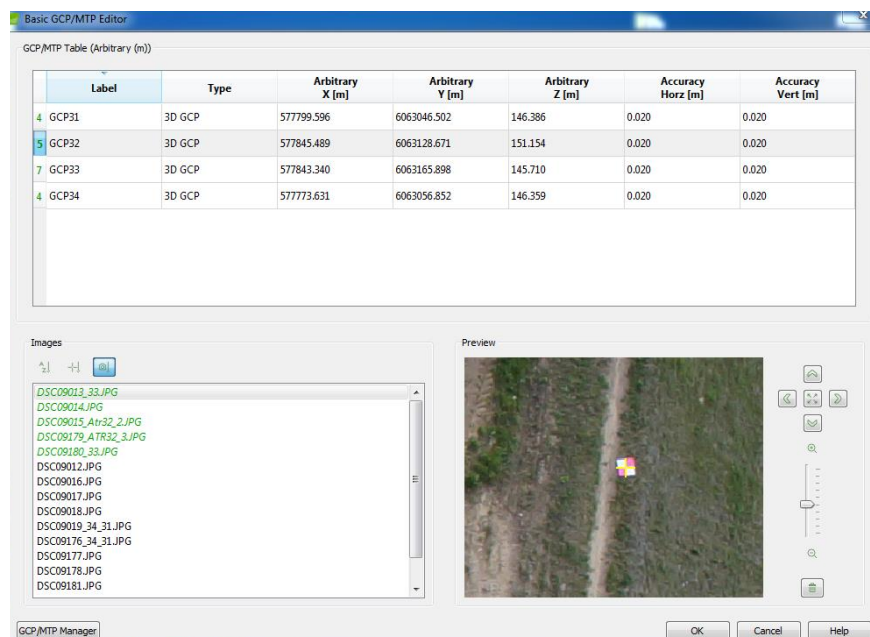 Basic GCP/MTP Editor
GCP/MTP Table (Arbitrary (m))
Label Type Arbitrary X [m] Arbitrary Y [m] Arbitrary Z [m] Accuracy Horz [m] Accuracy Vert [m]
4 GCP31 3D GCP 577799.596 6063046.502 146.386 0.020 0.020
5 GCP32 3D GCP 577845.489 6063128.671 151.154 0.020 0.020
7 GCP33 3D GCP 577843.340 6063165.898 145.710 0.020 0.020
4 GCP34 3D GCP 577773.631 6063056.852 146.359 0.020 0.020
Images
DSC09013_33.JPG
DSC09014.JPG
DSC09015_Atr32_2.JPG
DSC09179_ATR32_3.JPG
DSC09180_33.JPG
DSC09012.JPG
DSC09016.JPG
DSC09017.JPG
DSC09018.JPG
DSC09019_34_31.JPG
DSC09176_34_31.JPG
DSC09177.JPG
DSC09178.JPG
DSC09181.JPG
Preview
GCP/MTP Manager OK Cancel Help